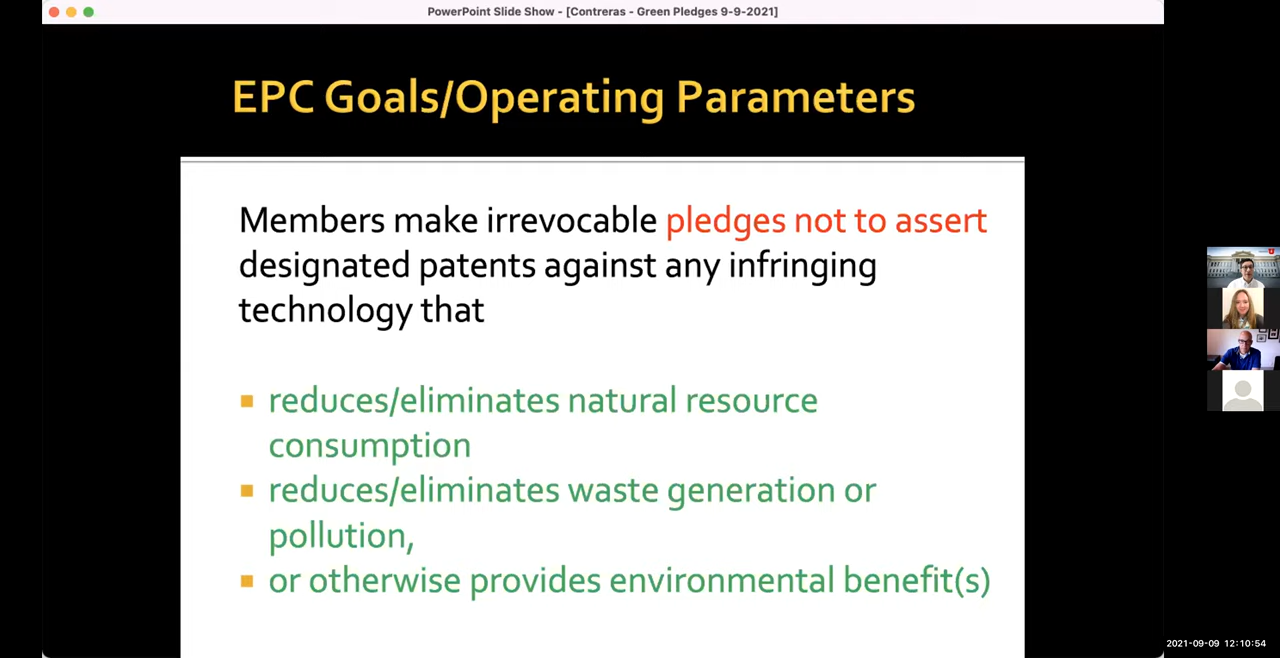 PowerPoint Slide Show - [Contreras - Green Pledges 9-9-2021]
EPC Goals/Operating Parameters
Members make irrevocable pledges not to assert
designated patents against any infringing
technology that
reduces/eliminates natural resource
consumption
reduces/eliminates waste generation or
pollution,
or otherwise provides environmental benefit(s)
2021-09-09 12:10:54